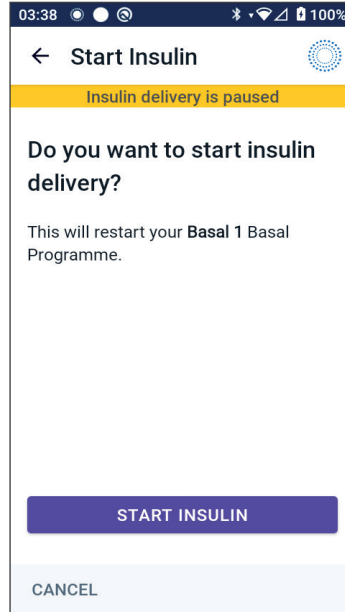 03:38 100%
Start Insulin
Insulin delivery is paused
Do you want to start insulin
delivery?
This will restart your Basal 1 Basal
Programme.
START INSULIN
CANCEL